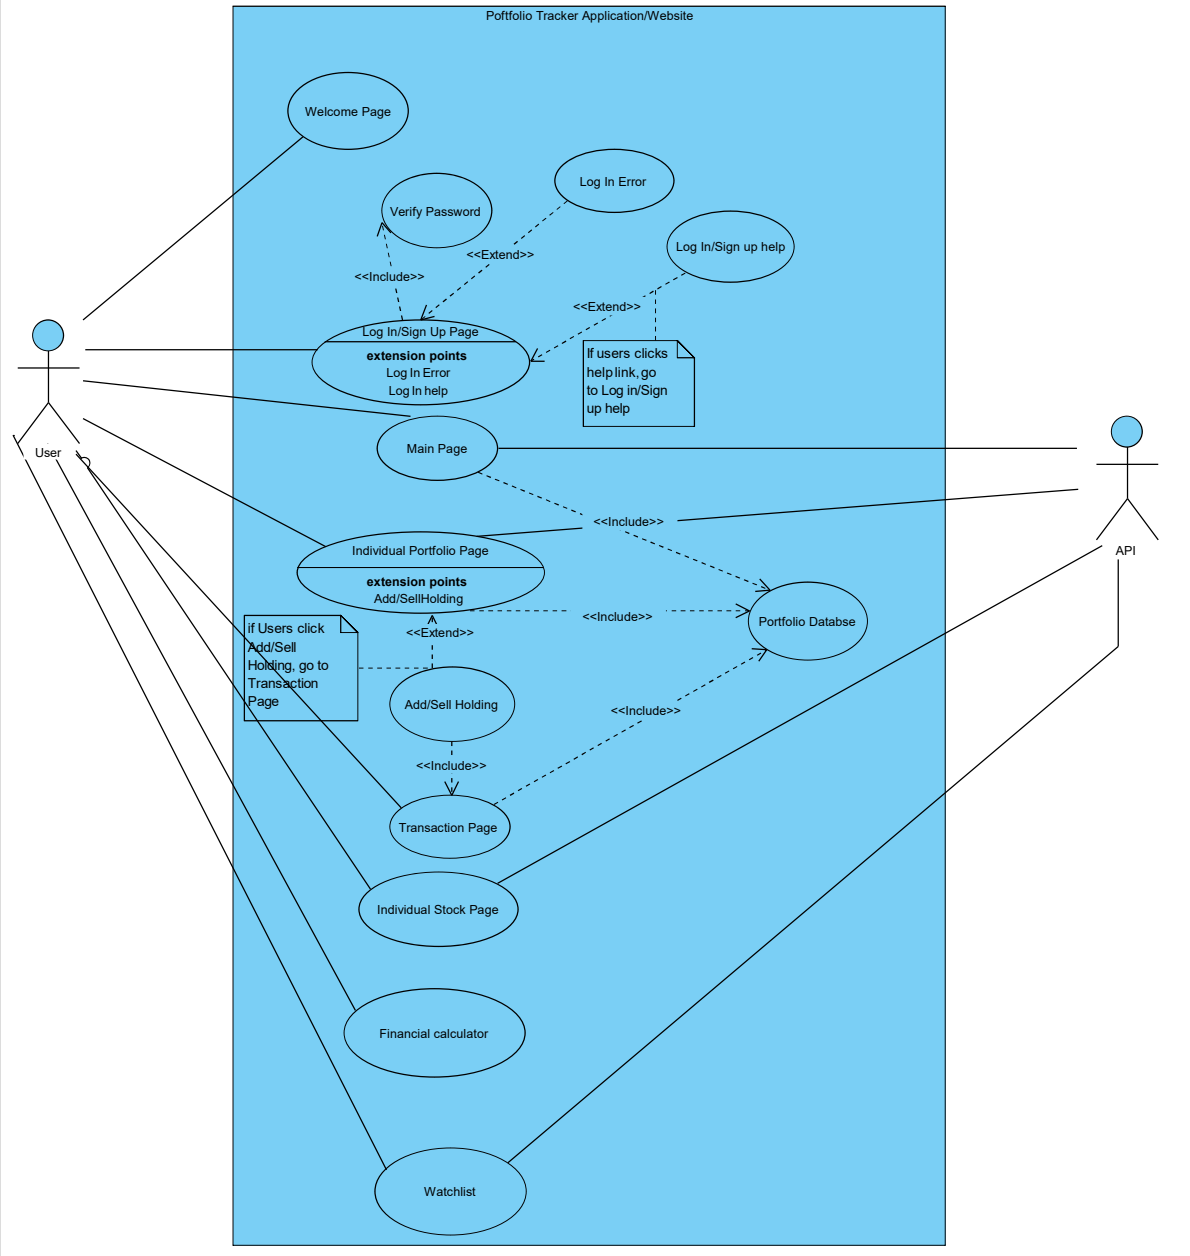 Poftfolio Tracker Application/Website
Welcome Page
Log In Error
Verify Password
Log In/Sign up help
<<Extend>>
<<Include>>
<<Extend>>
Log In/Sign Up Page
extension points
Log In Error
Log In help
If users clicks
help link, go
to Log in/Sign
up help
Main Page
User
API
<<Include>>
Individual Portfolio Page
extension points
Add/SellHolding
<<Include>>
Portfolio Databse
if Users click
Add/Sell
Holding, go to
Transaction
Page
<<Extend>>
Add/Sell Holding
<<Include>>
<<Include>>
Transaction Page
Individual Stock Page
Financial calculator
Watchlist